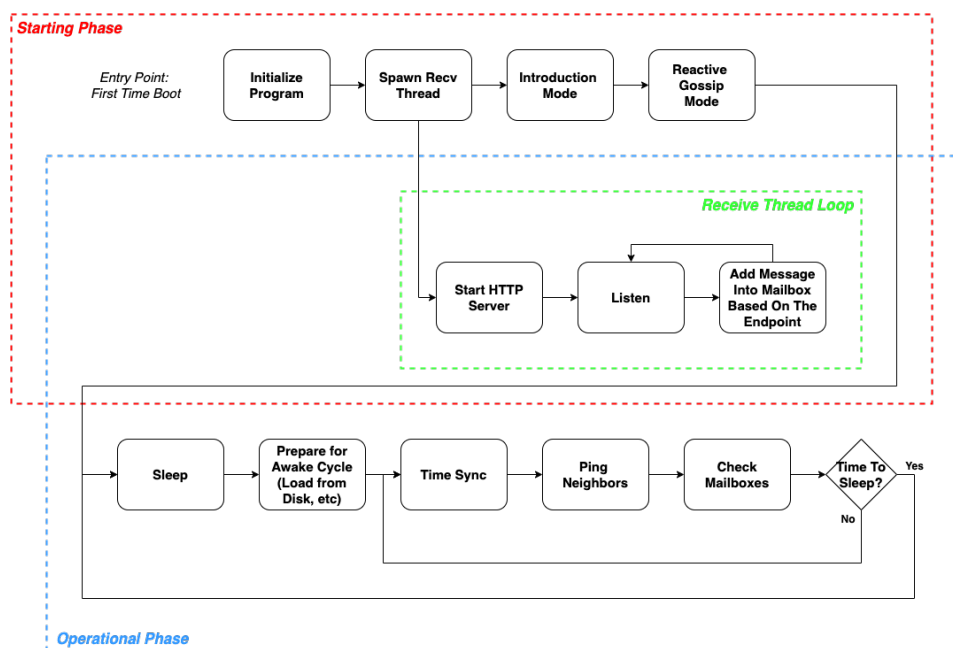 Starting Phase
Entry Point:
First Time Boot
Initialize
Program
Spawn Recv
Thread
Introduction
Mode
Reactive
Gossip
Mode
Receive Thread Loop
Start HTTP
Server
Listen
Add Message
Into Mailbox
Based On The
Endpoint
Sleep
Prepare for
Awake Cycle
(Load from
Disk, etc)
Time Sync
Ping
Neighbors
Check
Mailboxes
Time To
Sleep?
Yes
No
Operational Phase